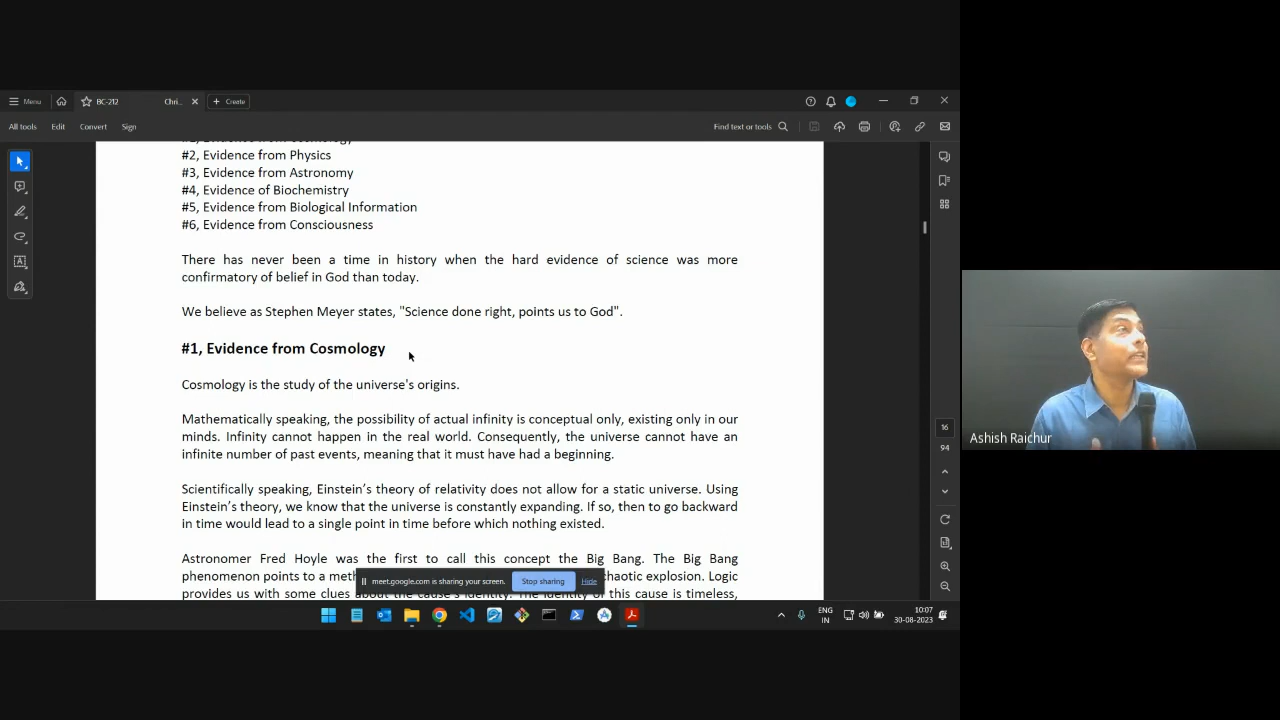 Menu
BC-212
Chri...
Create
All tools
Edit
Convert
Sign
Find text or tools
#2, Evidence from Physics
#3, Evidence from Astronomy
#4, Evidence of Biochemistry
#5, Evidence from Biological Information
#6, Evidence from Consciousness
There has never been a time in history when the hard evidence of science was more
confirmatory of belief in God than today.
We believe as Stephen Meyer states, "Science done right, points us to God".
#1, Evidence from Cosmology
Cosmology is the study of the universe's origins.
Mathematically speaking, the possibility of actual infinity is conceptual only, existing only in our
minds. Infinity cannot happen in the real world. Consequently, the universe cannot have an
infinite number of past events, meaning that it must have had a beginning.
Scientifically speaking, Einstein's theory of relativity does not allow for a static universe. Using
Einstein's theory, we know that the universe is constantly expanding. If so, then to go backward
in time would lead to a single point in time before which nothing existed.
Astronomer Fred Hoyle was the first to call this concept the Big Bang. The Big Bang
phenomenon points to a meth chaotic explosion. Logic
provides us with some clues about the cause's identity. The identity of this cause is timeless,
meet.google.com is sharing your screen.
Stop sharing
Hide
16
94
ENG
IN
10:07
30-08-2023
Ashish Raichur